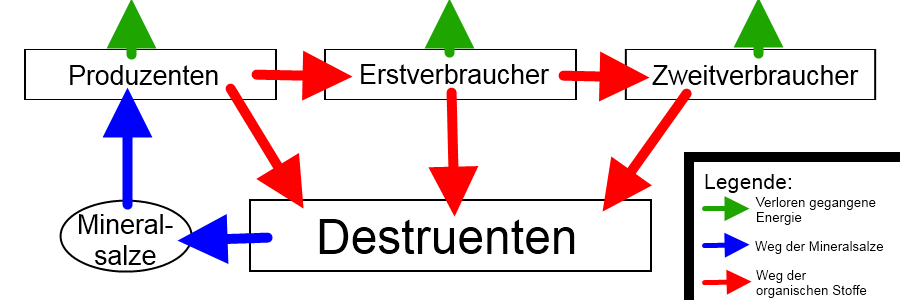 Produzenten
Erstverbraucher
Zweitverbraucher
Mineral-
salze
Destruenten
Legende:
Verloren gegangene
Energie
Weg der Mineralsalze
Weg der
organischen Stoffe